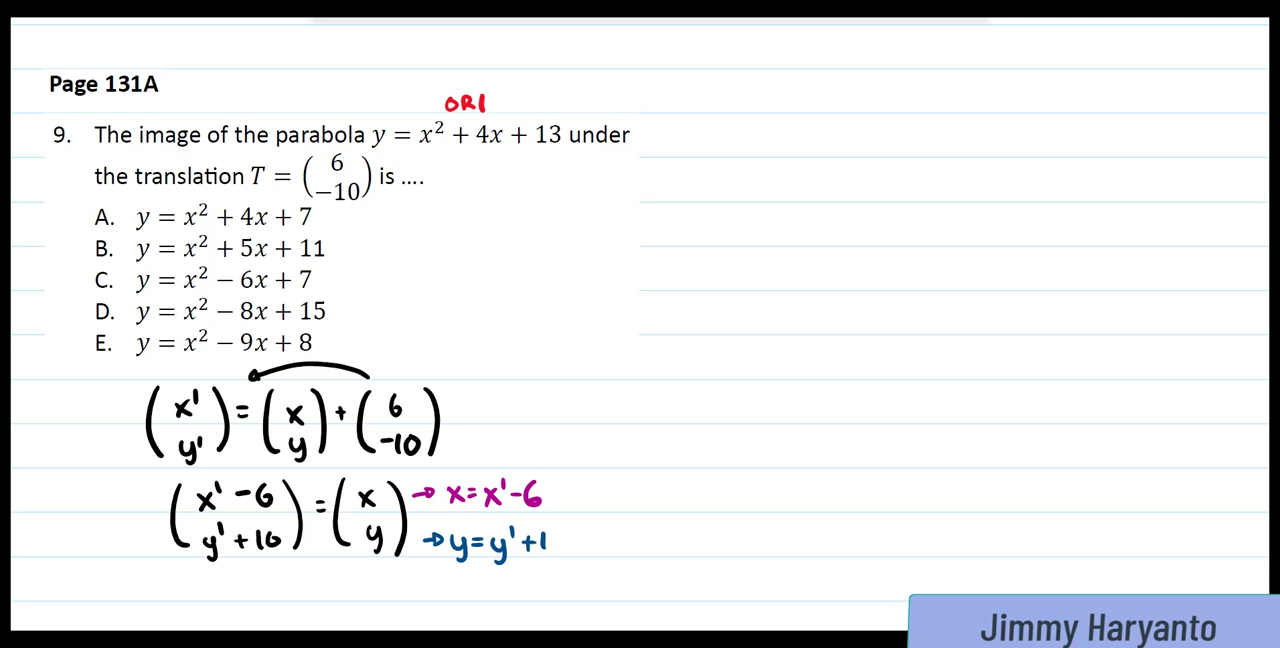 Page 131A
ORI
9. The image of the parabola y = x² + 4x + 13 under
the translation T = (6 −10) is ....
A. y = x² + 4x + 7
B. y = x² + 5x + 11
C. y = x² − 6x + 7
D. y = x² − 8x + 15
E. y = x² − 9x + 8
(x' y') = (x y) + (6 -10)
(x' -6 y' +10) = (x y) → x=x'-6
→ y=y'+1
Jimmy Haryanto